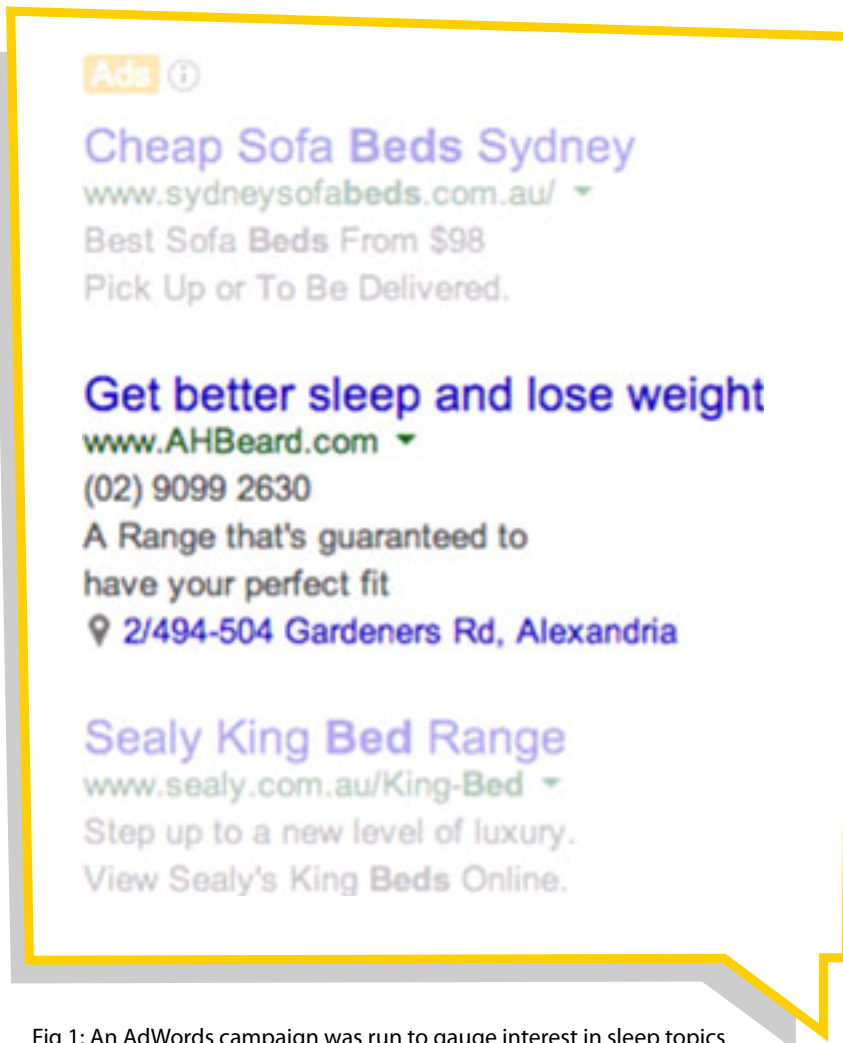 Ads
Cheap Sofa Beds Sydney
www.sydneysofabeds.com.au/
Best Sofa Beds From $98
Pick Up or To Be Delivered.
Get better sleep and lose weight
www.AHBeard.com
(02) 9099 2630
A Range that's guaranteed to
have your perfect fit
2/494-504 Gardeners Rd, Alexandria
Sealy King Bed Range
www.sealy.com.au/King-Bed
Step up to a new level of luxury.
View Sealy's King Beds Online.
Fig 1: An AdWords campaign was run to gauge interest in sleep topics